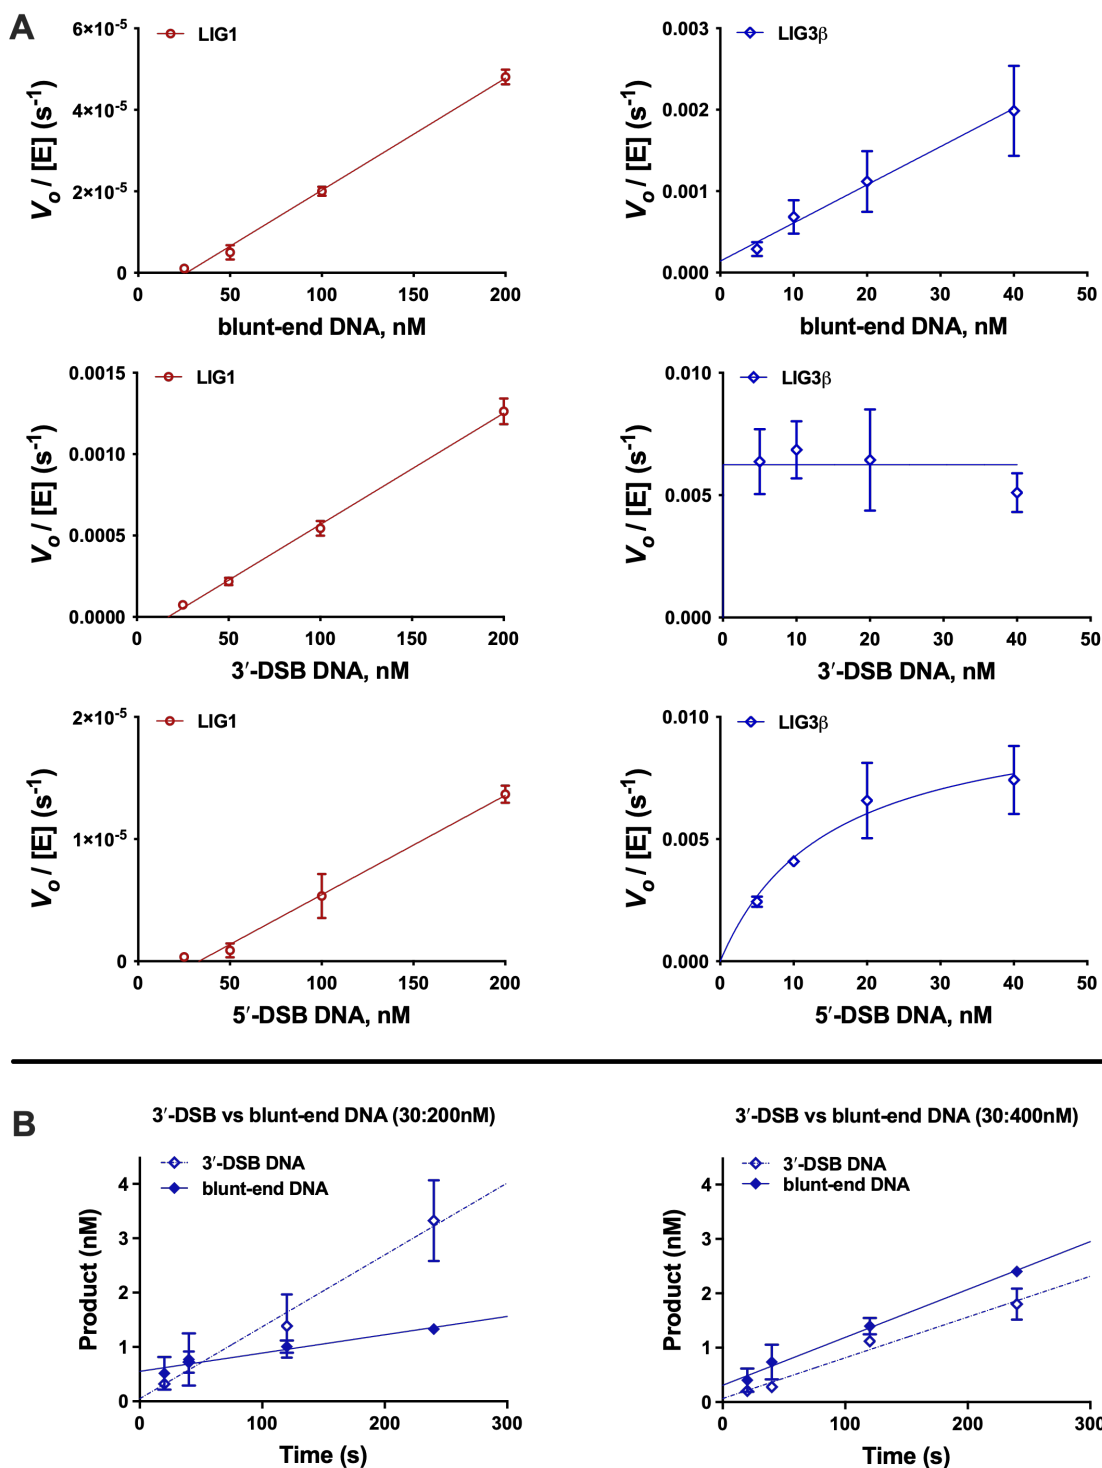 A
LIG1
V₀ / [E] (s⁻¹)
6×10⁻⁵
4×10⁻⁵
2×10⁻⁵
0
0 50 100 150 200
blunt-end DNA, nM
LIG3β
V₀ / [E] (s⁻¹)
0.003
0.002
0.001
0.000
0 10 20 30 40 50
blunt-end DNA, nM
LIG1
V₀ / [E] (s⁻¹)
0.0015
0.0010
0.0005
0.0000
0 50 100 150 200
3′-DSB DNA, nM
LIG3β
V₀ / [E] (s⁻¹)
0.010
0.005
0.000
0 10 20 30 40 50
3′-DSB DNA, nM
LIG1
V₀ / [E] (s⁻¹)
2×10⁻⁵
1×10⁻⁵
0
0 50 100 150 200
5′-DSB DNA, nM
LIG3β
V₀ / [E] (s⁻¹)
0.010
0.005
0.000
0 10 20 30 40 50
5′-DSB DNA, nM
B
3′-DSB vs blunt-end DNA (30:200nM)
3′-DSB DNA
blunt-end DNA
Product (nM)
4
3
2
1
0
0 100 200 300
Time (s)
3′-DSB vs blunt-end DNA (30:400nM)
3′-DSB DNA
blunt-end DNA
Product (nM)
4
3
2
1
0
0 100 200 300
Time (s)